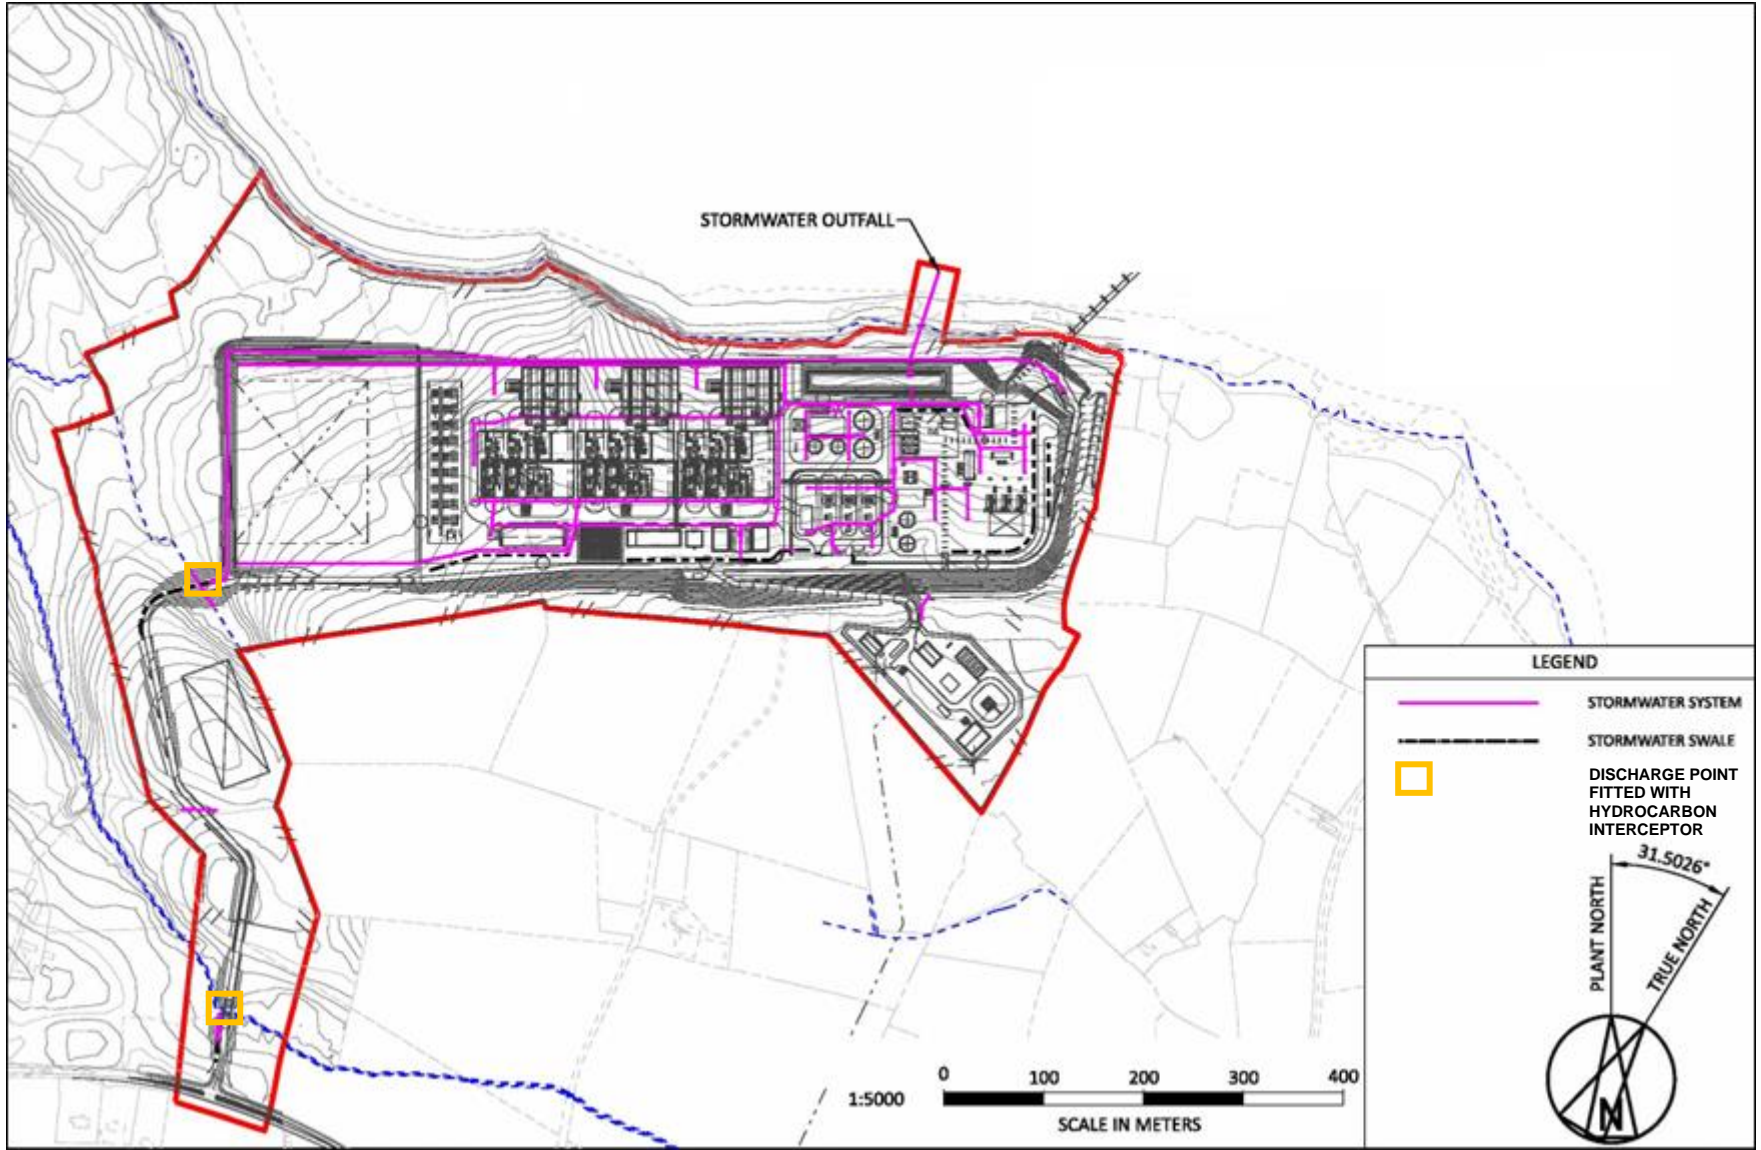 STORMWATER OUTFALL
LEGEND
STORMWATER SYSTEM
STORMWATER SWALE
DISCHARGE POINT
FITTED WITH
HYDROCARBON
INTERCEPTOR
31.5026°
PLANT NORTH
TRUE NORTH
N
0 100 200 300 400
1:5000
SCALE IN METERS